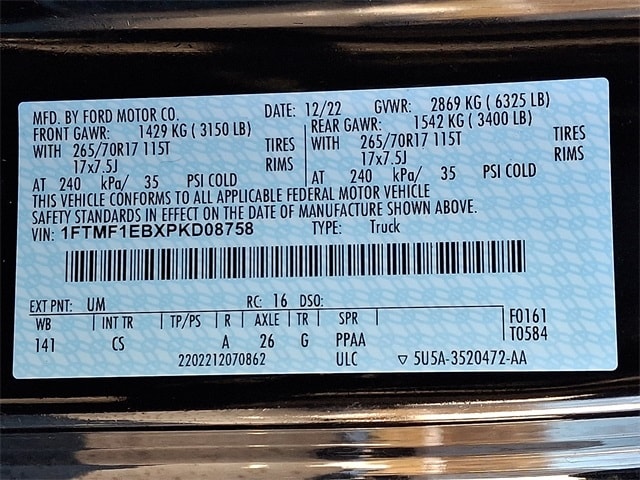 MFD. BY FORD MOTOR CO. DATE: 12/22 GVWR: 2869 KG ( 6325 LB)
FRONT GAWR: 1429 KG ( 3150 LB) REAR GAWR: 1542 KG ( 3400 LB)
WITH 265/70R17 115T TIRES WITH 265/70R17 115T TIRES
17x7.5J RIMS 17x7.5J RIMS
AT 240 kPa/ 35 PSI COLD AT 240 kPa/ 35 PSI COLD
THIS VEHICLE CONFORMS TO ALL APPLICABLE FEDERAL MOTOR VEHICLE
SAFETY STANDARDS IN EFFECT ON THE DATE OF MANUFACTURE SHOWN ABOVE.
VIN: 1FTMF1EBXPKD08758 TYPE: Truck
EXT PNT: UM RC: 16 DSO:
WB INT TR TP/PS R AXLE TR SPR F0161
141 CS A 26 G PPAA T0584
2202212070862 ULC ▽ 5U5A-3520472-AA